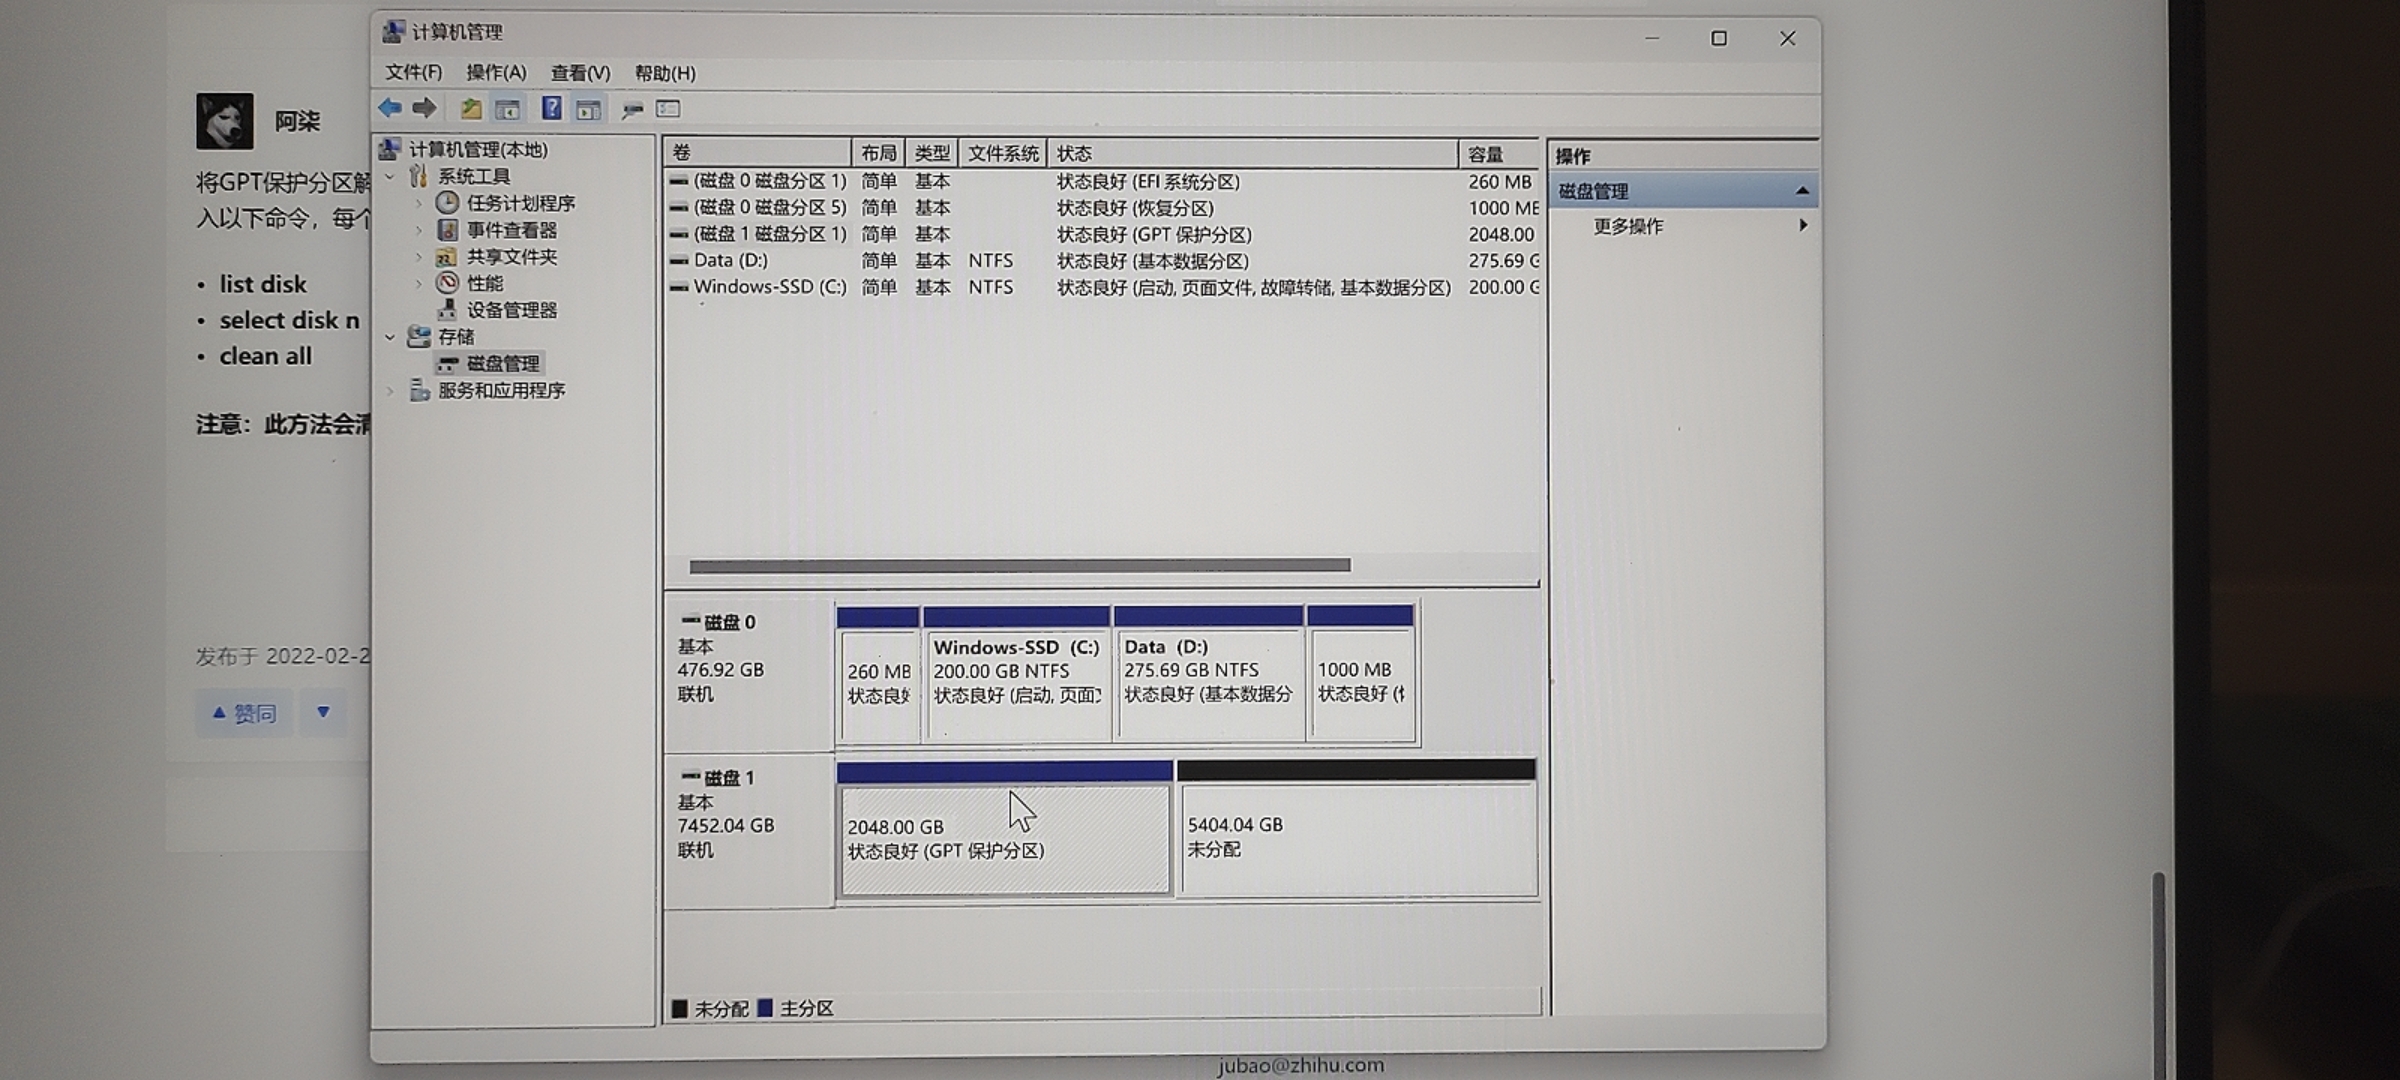 计算机管理
文件(F) 操作(A) 查看(V) 帮助(H)
阿柒
将GPT保护分区解
入以下命令，每个
• list disk
• select disk n
• clean all
注意：此方法会清
发布于 2022-02-2
▲ 赞同 ▼
计算机管理(本地)
系统工具
任务计划程序
事件查看器
共享文件夹
性能
设备管理器
存储
磁盘管理
服务和应用程序
卷 布局 类型 文件系统 状态 容量
(磁盘 0 磁盘分区 1) 简单 基本 状态良好 (EFI 系统分区) 260 MB
(磁盘 0 磁盘分区 5) 简单 基本 状态良好 (恢复分区) 1000 ME
(磁盘 1 磁盘分区 1) 简单 基本 状态良好 (GPT 保护分区) 2048.00
Data (D:) 简单 基本 NTFS 状态良好 (基本数据分区) 275.69 G
Windows-SSD (C:) 简单 基本 NTFS 状态良好 (启动, 页面文件, 故障转储, 基本数据分区) 200.00 G
操作
磁盘管理
更多操作
磁盘 0
基本
476.92 GB
联机
260 MB
状态良好
Windows-SSD (C:)
200.00 GB NTFS
状态良好 (启动, 页面
Data (D:)
275.69 GB NTFS
状态良好 (基本数据分
1000 MB
状态良好 (
磁盘 1
基本
7452.04 GB
联机
2048.00 GB
状态良好 (GPT 保护分区)
5404.04 GB
未分配
未分配 主分区
jubao@zhihu.com